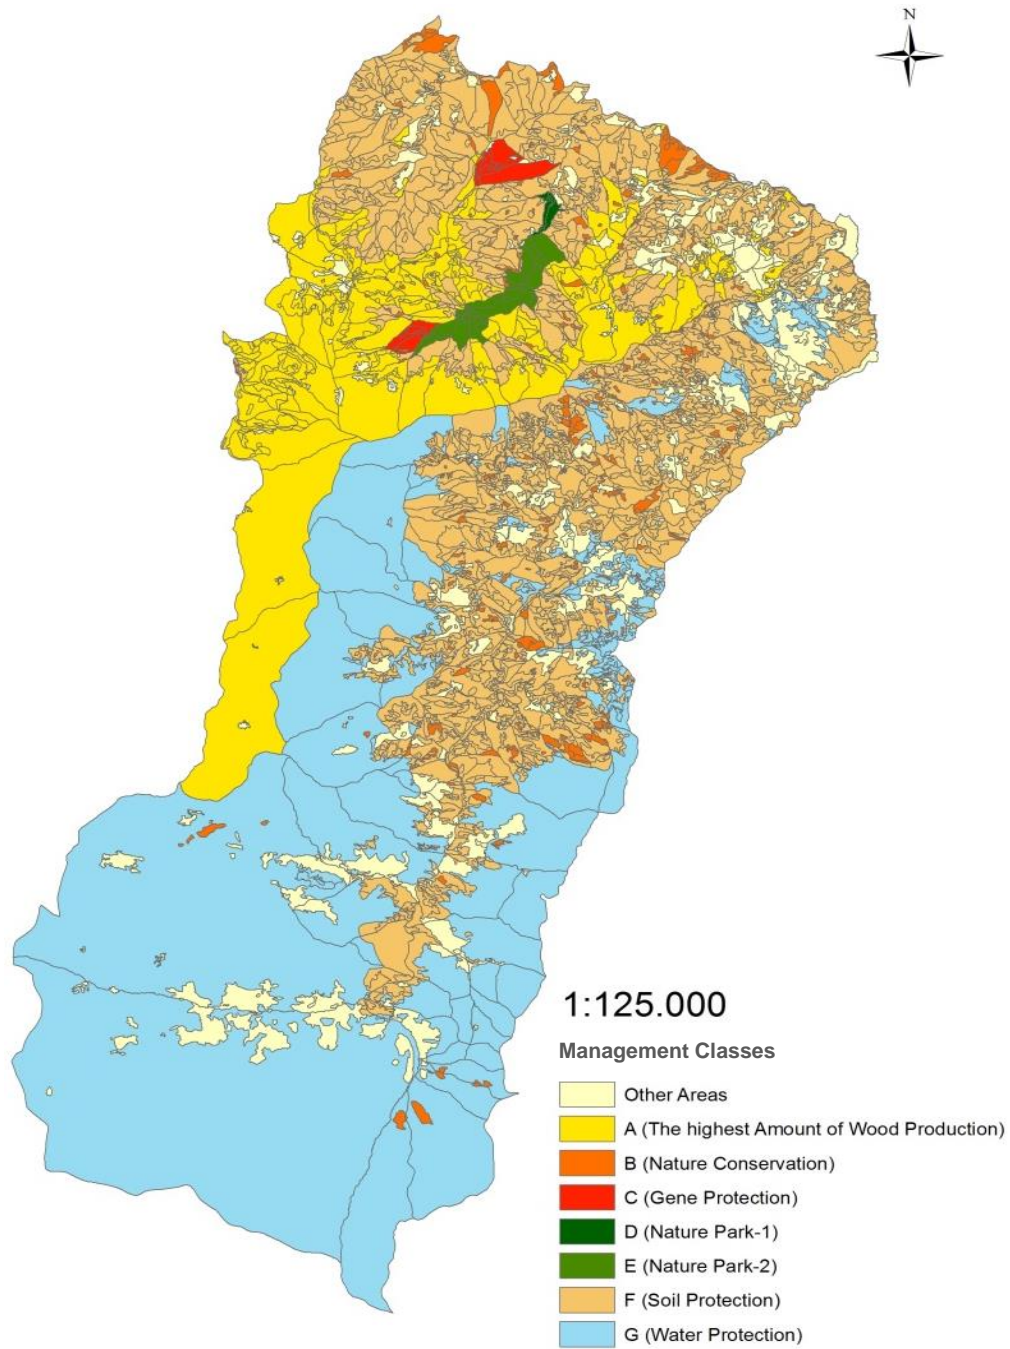 N
1:125.000
Management Classes
Other Areas
A (The highest Amount of Wood Production)
B (Nature Conservation)
C (Gene Protection)
D (Nature Park-1)
E (Nature Park-2)
F (Soil Protection)
G (Water Protection)